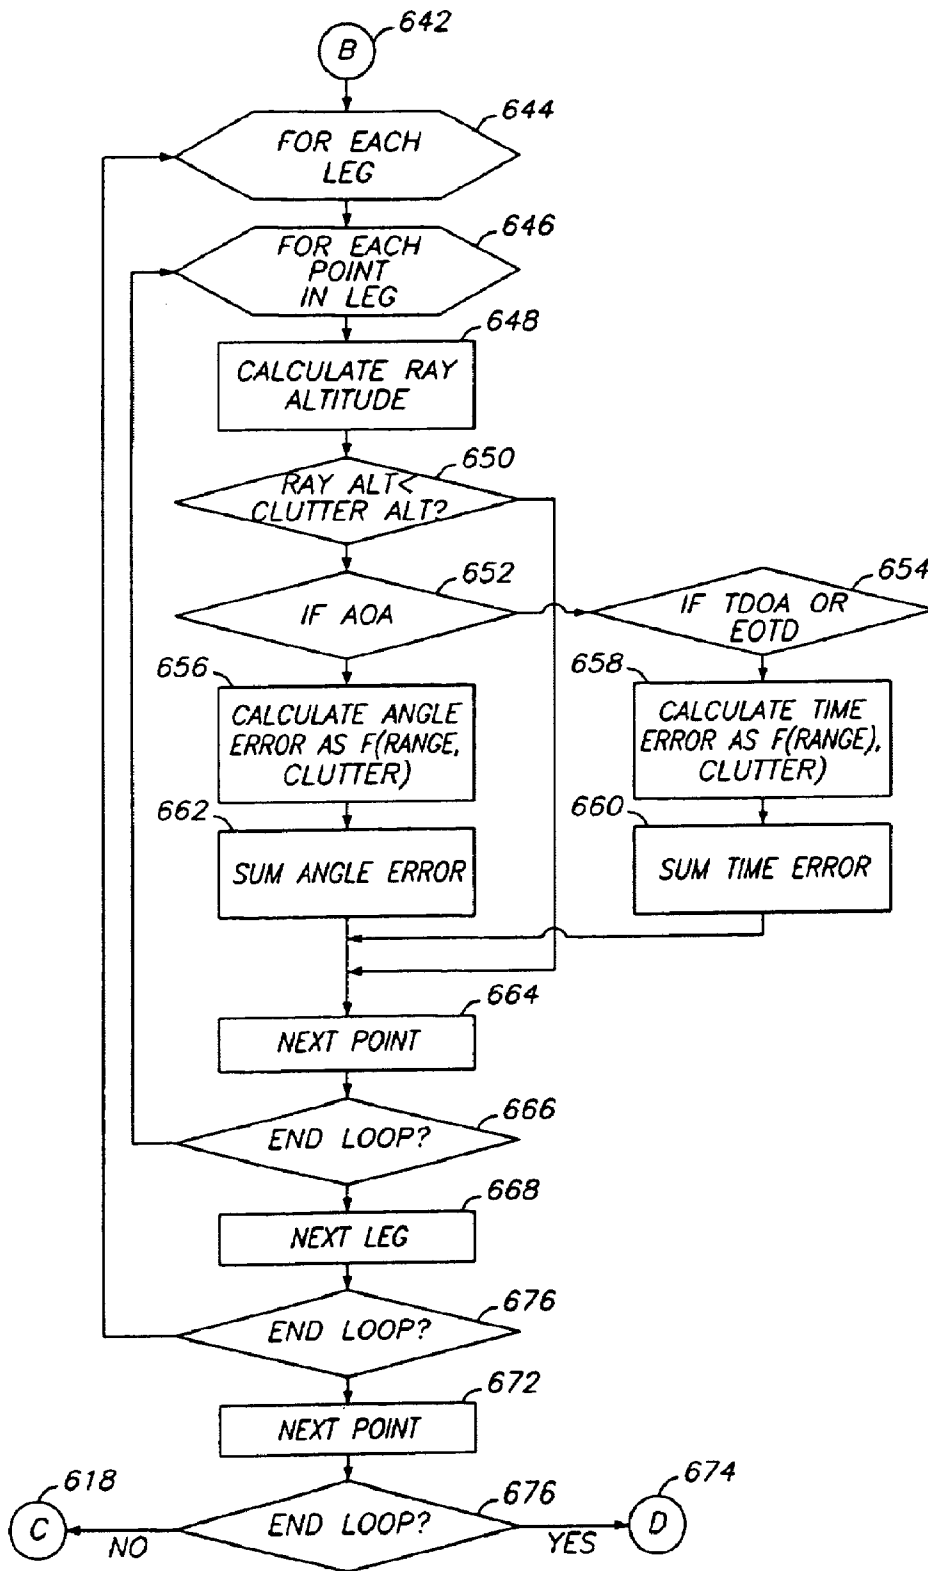 B
642
FOR EACH
LEG
644
FOR EACH
POINT
IN LEG
646
CALCULATE RAY
ALTITUDE
648
RAY ALT<
CLUTTER ALT?
650
IF AOA
652
IF TDOA OR
EOTD
654
656
CALCULATE ANGLE
ERROR AS F(RANGE,
CLUTTER)
658
CALCULATE TIME
ERROR AS F(RANGE),
CLUTTER)
662
SUM ANGLE ERROR
660
SUM TIME ERROR
664
NEXT POINT
666
END LOOP?
668
NEXT LEG
676
END LOOP?
672
NEXT POINT
676
END LOOP?
618
C
NO
YES
674
D